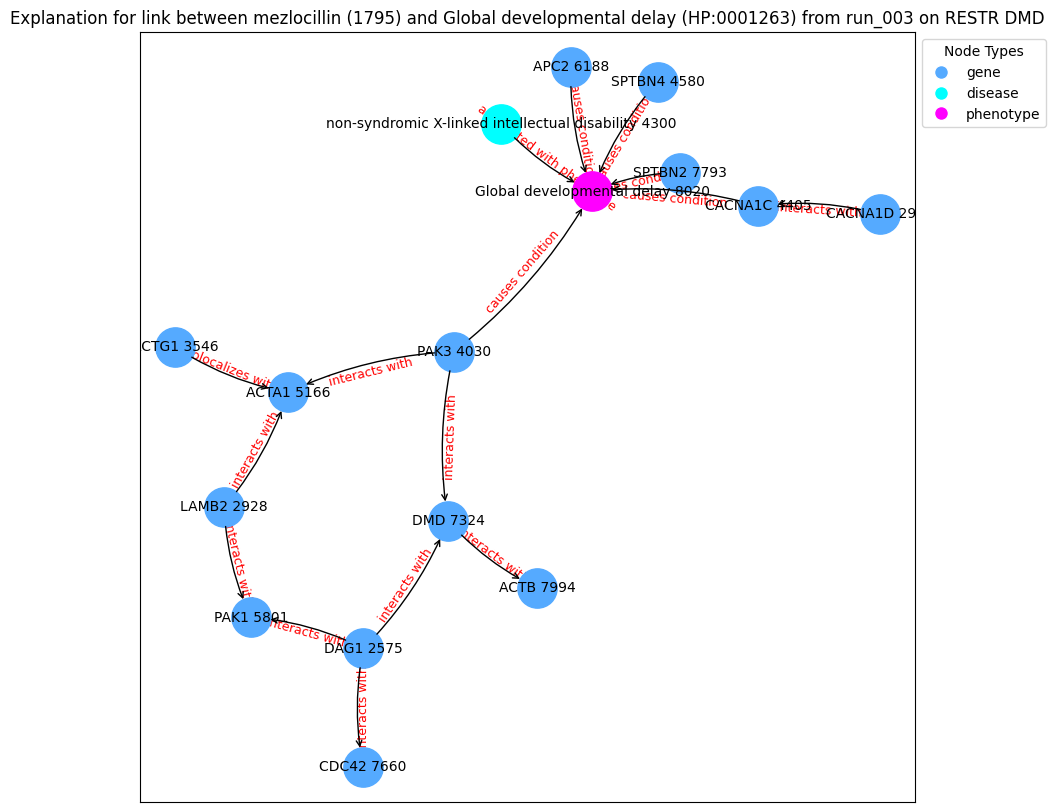 Explanation for link between mezlocillin (1795) and Global developmental delay (HP:0001263) from run_003 on RESTR DMD
Node Types
gene
disease
phenotype
APC2 6188
SPTBN4 4580
causes condition
causes condition
non-syndromic X-linked intellectual disability 4300
SPTBN2 7793
Global developmental delay 8020
causes condition
CACNA1C 4405
interacts with
CACNA1D 29
causes condition
CTG1 3546
colocalizes with
PAK3 4030
interacts with
ACTA1 5166
interacts with
interacts with
LAMB2 2928
DMD 7324
interacts with
interacts with
interacts with
ACTB 7994
PAK1 5801
interacts with
DAG1 2575
interacts with
CDC42 7660